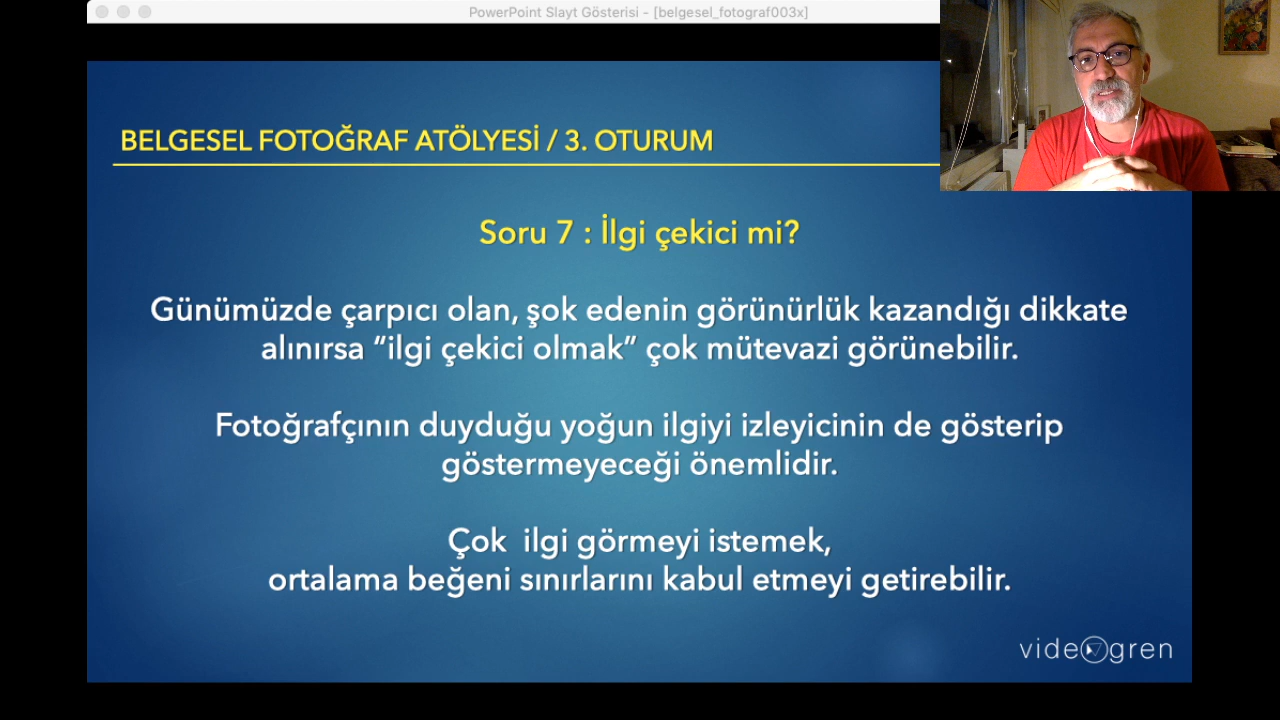 PowerPoint Slayt Gösterisi - [belgesel_fotograf003x]
BELGESEL FOTOĞRAF ATÖLYESİ / 3. OTURUM
Soru 7 : İlgi çekici mi?
Günümüzde çarpıcı olan, şok edenin görünürlük kazandığı dikkate
alınırsa “ilgi çekici olmak” çok mütevazi görünebilir.
Fotoğrafçının duyduğu yoğun ilgiyi izleyicinin de gösterip
göstermeyeceği önemlidir.
Çok  ilgi görmeyi istemek,
ortalama beğeni sınırlarını kabul etmeyi getirebilir.
videogren